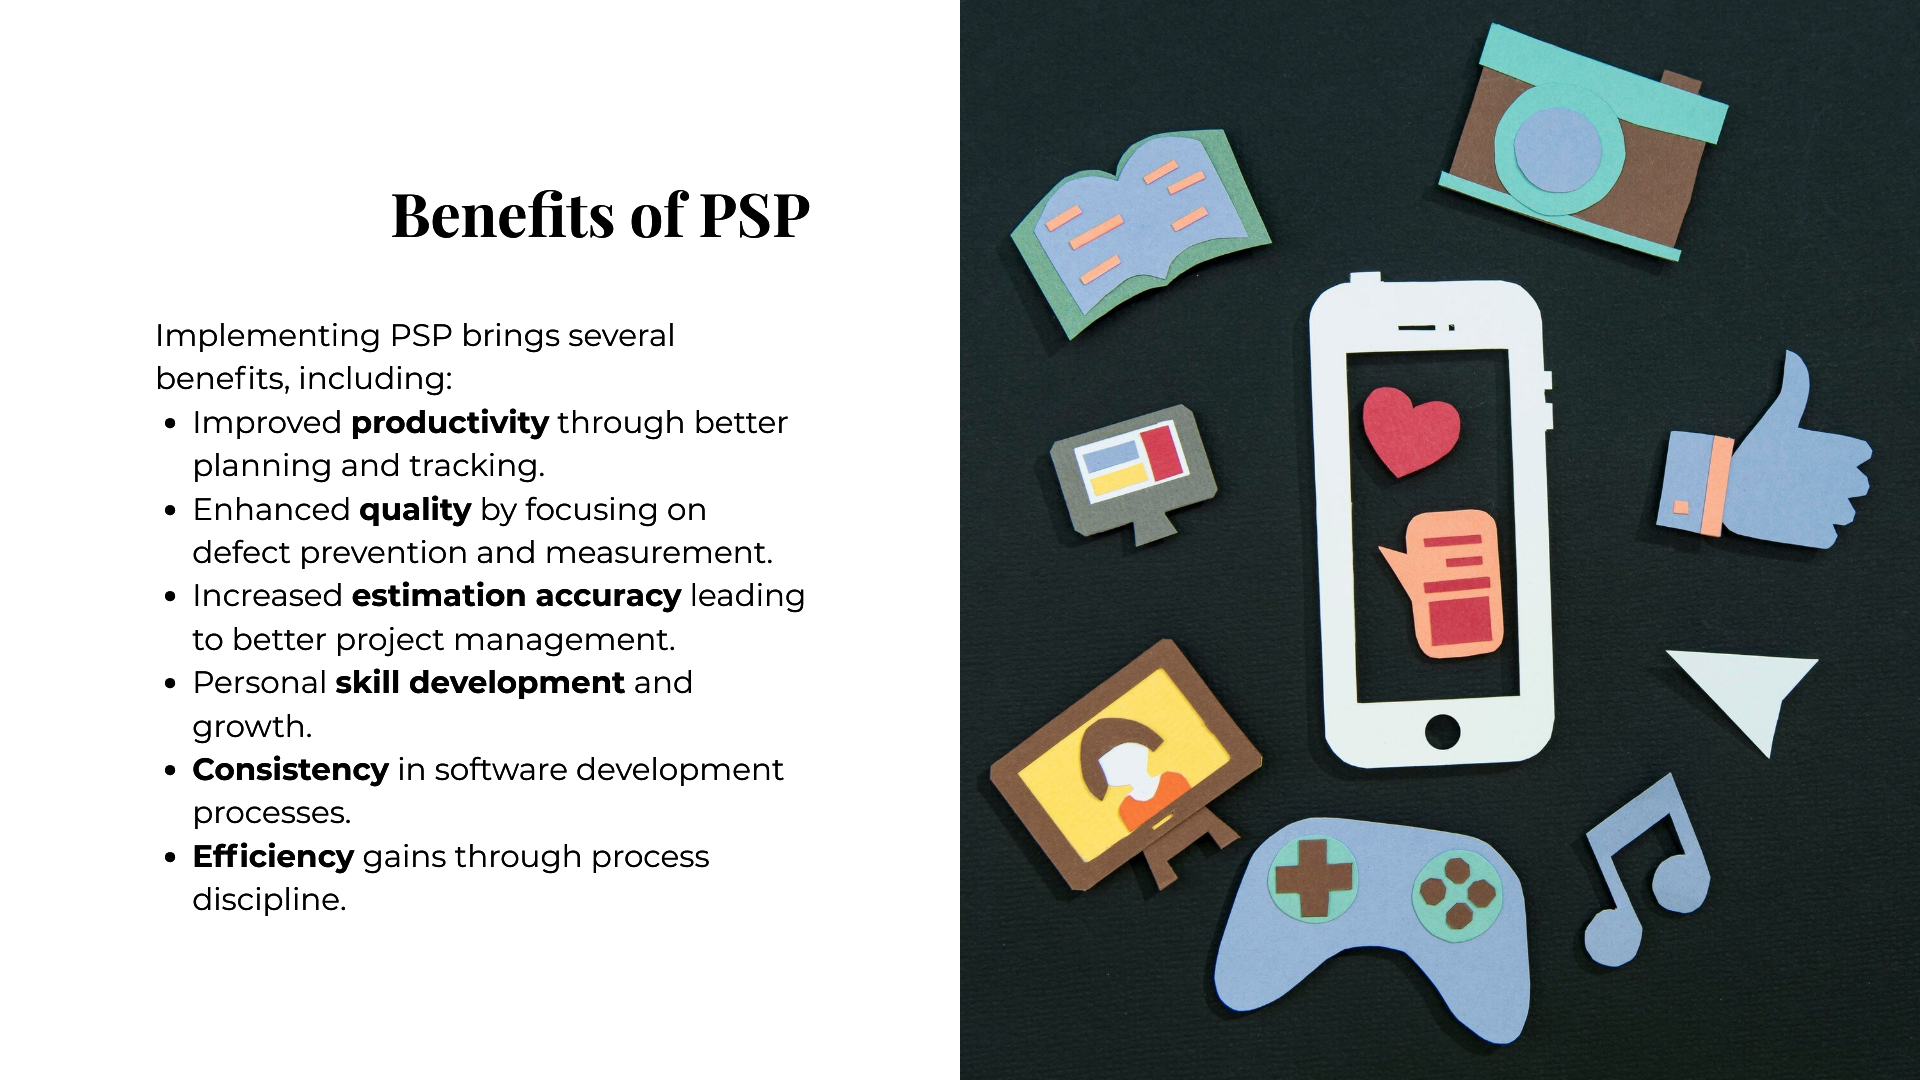 Benefits of PSP
Implementing PSP brings several
benefits, including:
• Improved productivity through better
planning and tracking.
• Enhanced quality by focusing on
defect prevention and measurement.
• Increased estimation accuracy leading
to better project management.
• Personal skill development and
growth.
• Consistency in software development
processes.
• Efficiency gains through process
discipline.